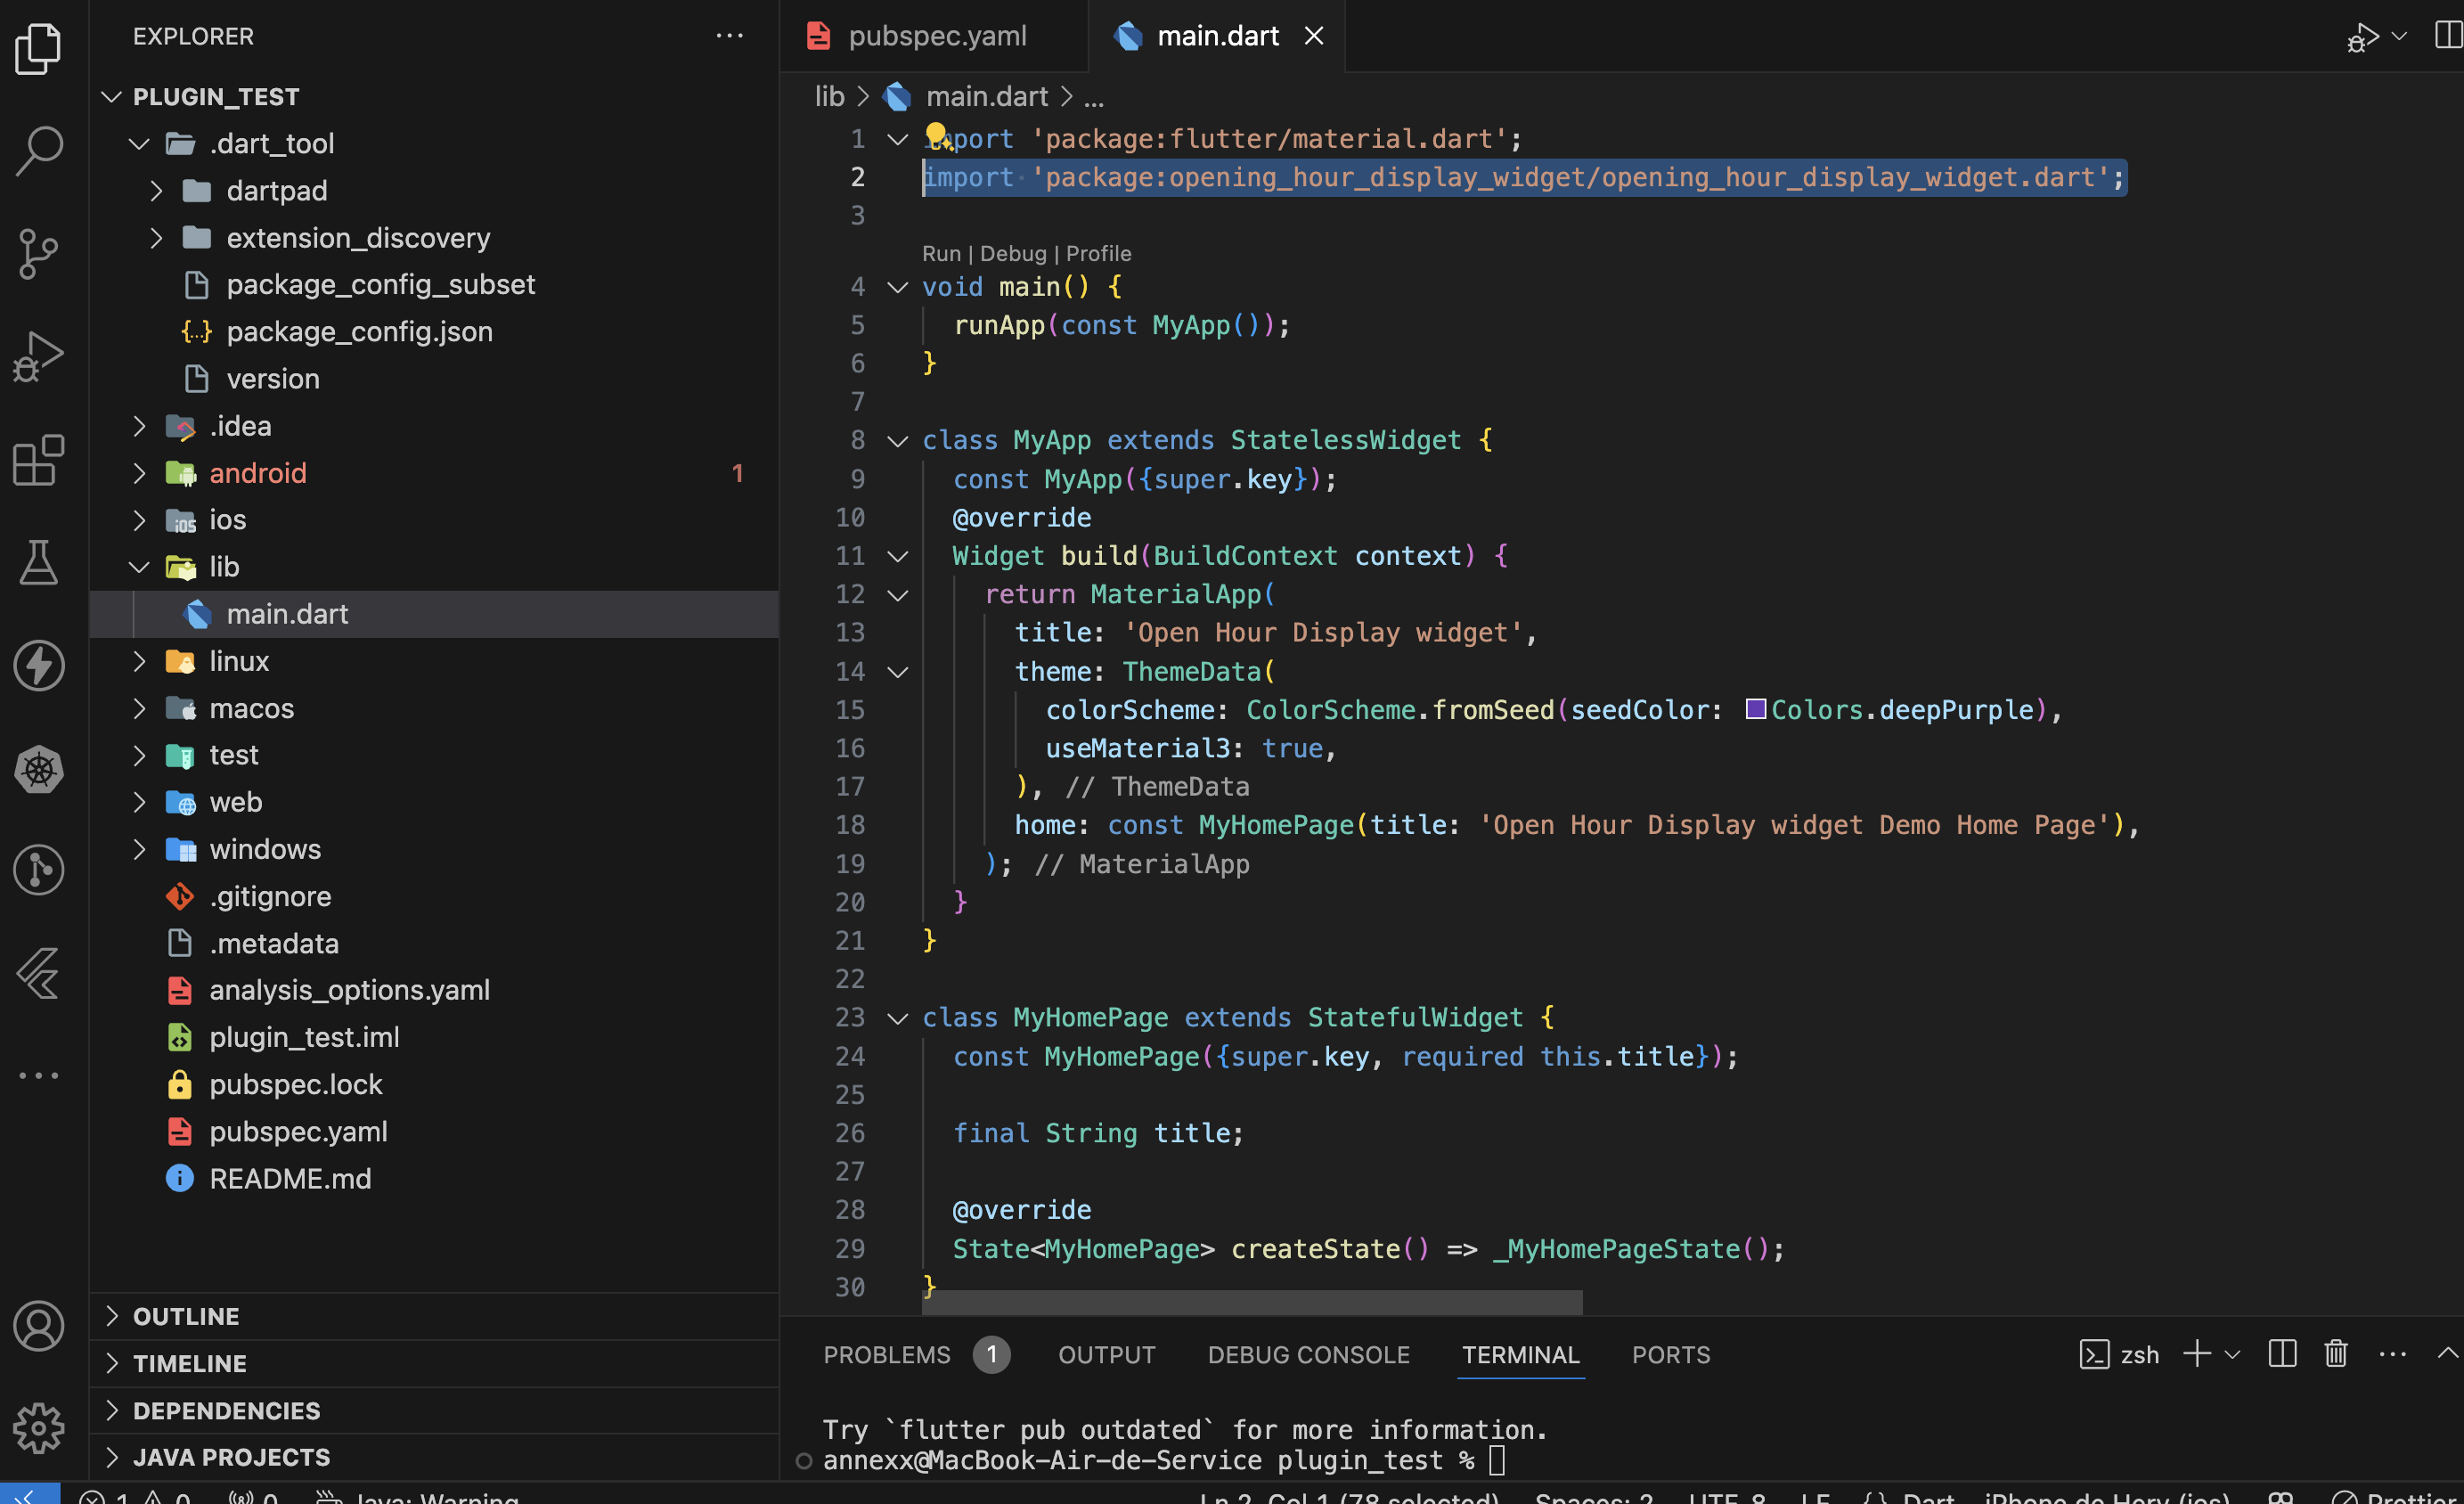 EXPLORER
PLUGIN_TEST
.dart_tool
dartpad
extension_discovery
package_config_subset
{..} package_config.json
version
.idea
android 1
iOS ios
lib
main.dart
linux
macos
test
web
windows
.gitignore
.metadata
analysis_options.yaml
plugin_test.iml
pubspec.lock
pubspec.yaml
README.md
OUTLINE
TIMELINE
DEPENDENCIES
JAVA PROJECTS
pubspec.yaml main.dart
lib > main.dart > ...
1 import 'package:flutter/material.dart';
2 import 'package:opening_hour_display_widget/opening_hour_display_widget.dart';
3
Run | Debug | Profile
4 void main() {
5 runApp(const MyApp());
6 }
7
8 class MyApp extends StatelessWidget {
9 const MyApp({super.key});
10 @override
11 Widget build(BuildContext context) {
12 return MaterialApp(
13 title: 'Open Hour Display widget',
14 theme: ThemeData(
15 colorScheme: ColorScheme.fromSeed(seedColor: Colors.deepPurple),
16 useMaterial3: true,
17 ), // ThemeData
18 home: const MyHomePage(title: 'Open Hour Display widget Demo Home Page'),
19 ); // MaterialApp
20 }
21 }
22
23 class MyHomePage extends StatefulWidget {
24 const MyHomePage({super.key, required this.title});
25
26 final String title;
27
28 @override
29 State<MyHomePage> createState() => _MyHomePageState();
30 }
PROBLEMS 1 OUTPUT DEBUG CONSOLE TERMINAL PORTS zsh
Try `flutter pub outdated` for more information.
annexx@MacBook-Air-de-Service plugin_test %
1 0 0 Java: Warning Ln 2, Col 1 (78 selected) Spaces: 2 UTF-8 LF {} Dart iPhone de Hery (ios) Prettier